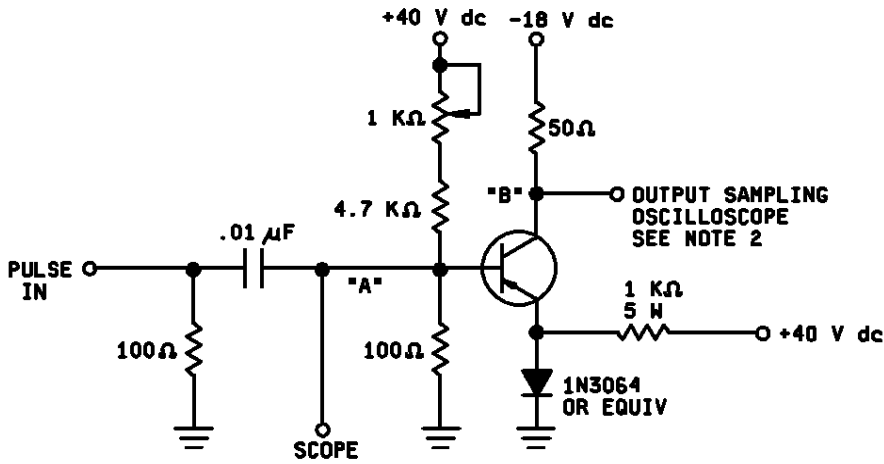 +40 V dc
-18 V dc
1 KΩ
50Ω
4.7 KΩ
"B"
OUTPUT SAMPLING
OSCILLOSCOPE
SEE NOTE 2
.01 μF
PULSE
IN
"A"
1 KΩ
5 W
+40 V dc
100Ω
100Ω
1N3064
OR EQUIV
SCOPE